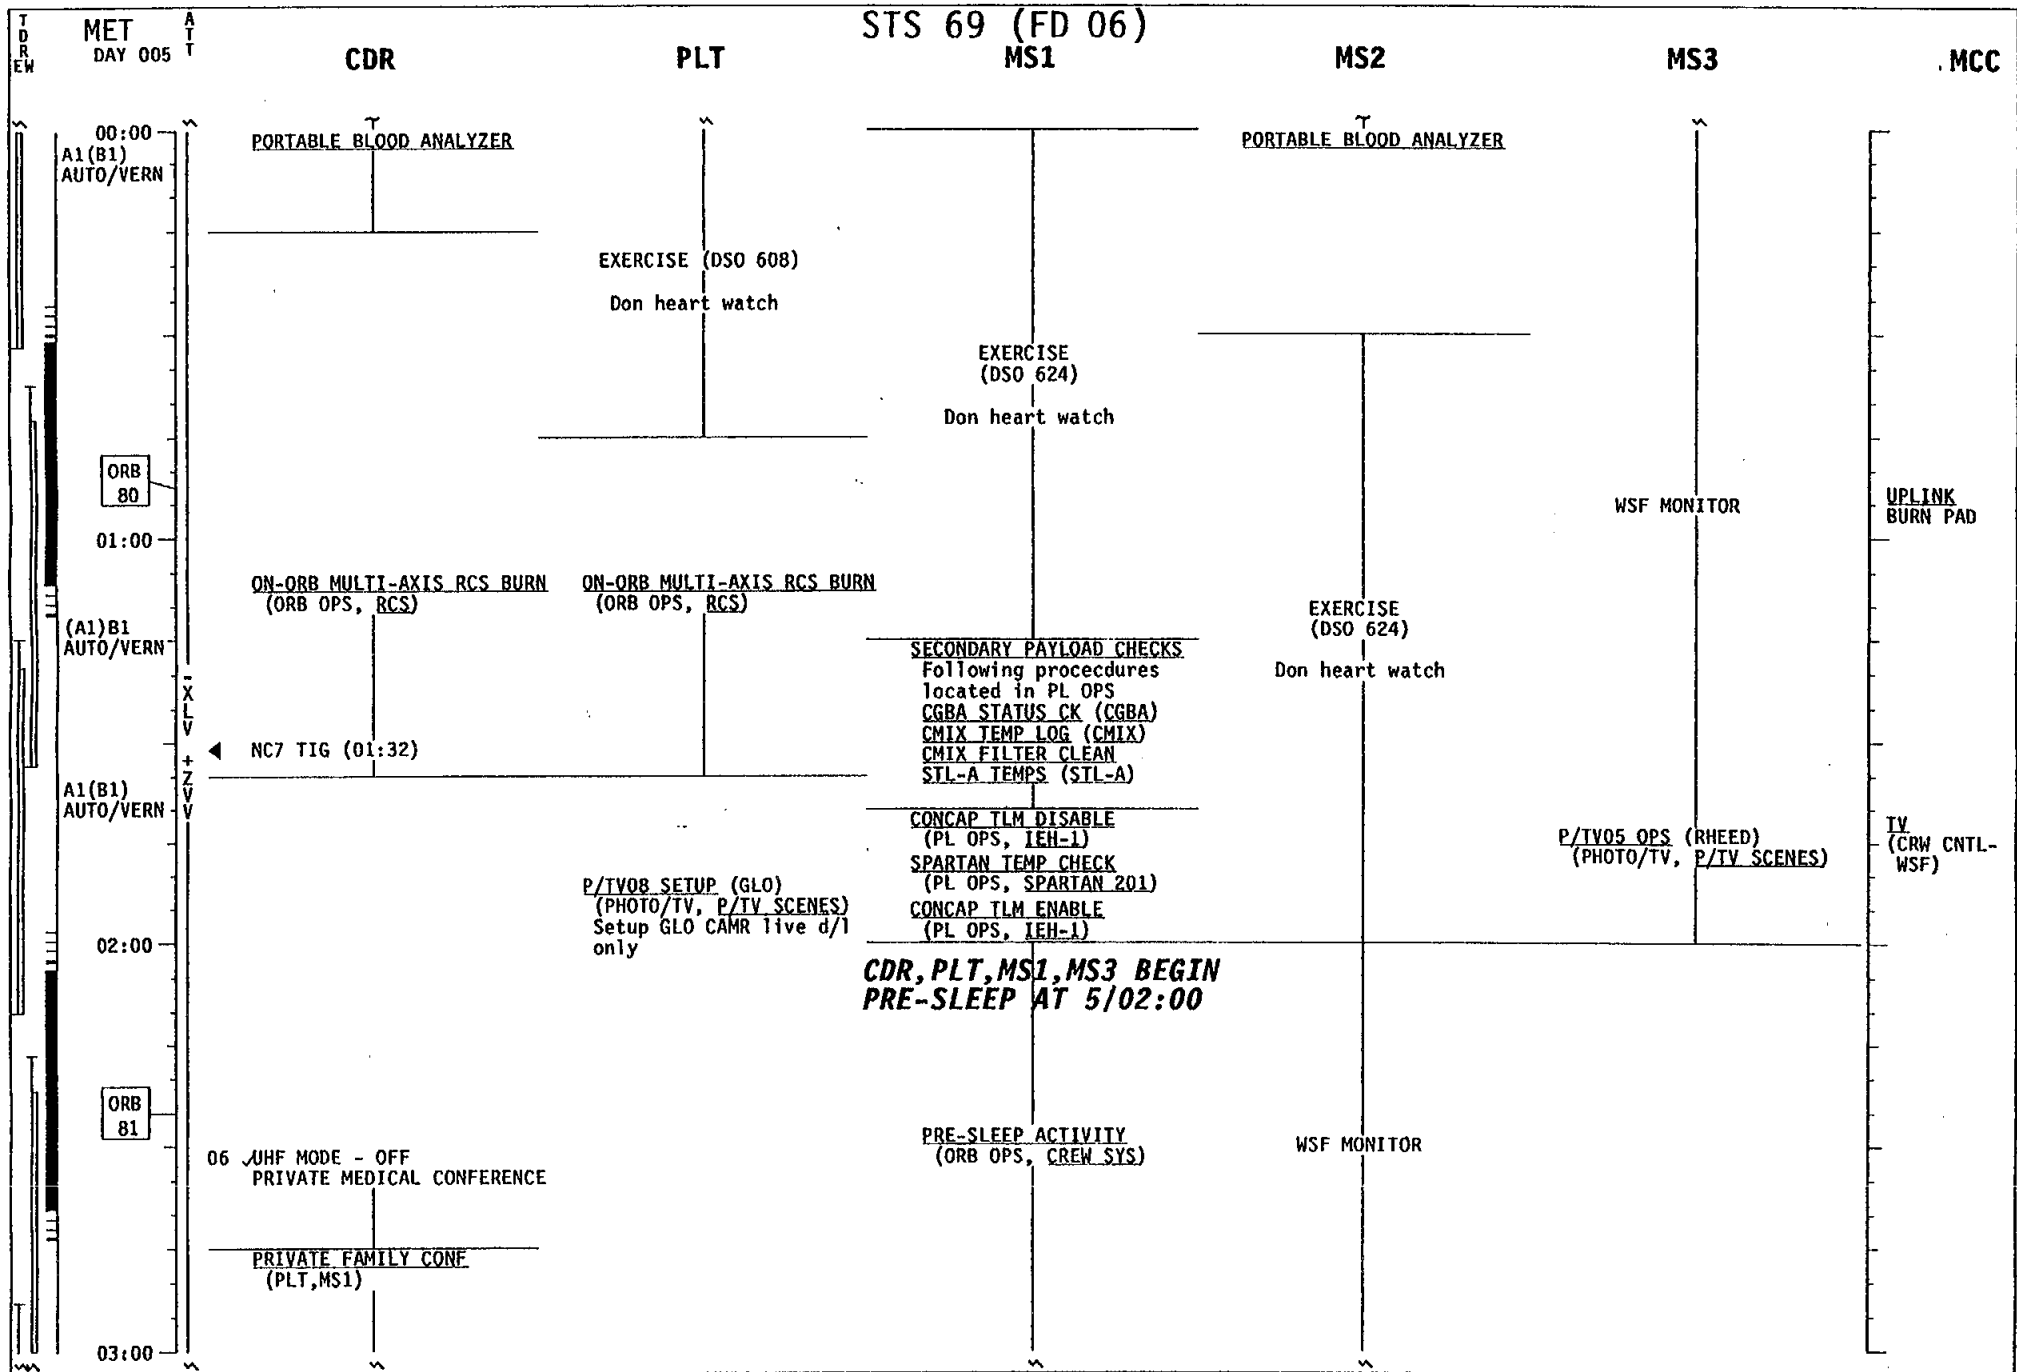 STS 69 (FD 06)
TDR
EW
MET
DAY 005
ATT
CDR
PLT
MS1
MS2
MS3
MCC
00:00
A1(B1)
AUTO/VERN
PORTABLE BLOOD ANALYZER
PORTABLE BLOOD ANALYZER
EXERCISE (DSO 608)
Don heart watch
EXERCISE
(DSO 624)
Don heart watch
ORB
80
WSF MONITOR
UPLINK
BURN PAD
01:00
ON-ORB MULTI-AXIS RCS BURN
(ORB OPS, RCS)
ON-ORB MULTI-AXIS RCS BURN
(ORB OPS, RCS)
EXERCISE
(DSO 624)
Don heart watch
(A1)B1
AUTO/VERN
SECONDARY PAYLOAD CHECKS
Following procecdures
located in PL OPS
CGBA STATUS CK (CGBA)
CMIX TEMP LOG (CMIX)
CMIX FILTER CLEAN
STL-A TEMPS (STL-A)
-XLV
+ZVV
NC7 TIG (01:32)
A1(B1)
AUTO/VERN
CONCAP TLM DISABLE
(PL OPS, IEH-1)
SPARTAN TEMP CHECK
(PL OPS, SPARTAN 201)
CONCAP TLM ENABLE
(PL OPS, IEH-1)
P/TV05 OPS (RHEED)
(PHOTO/TV, P/TV SCENES)
TV
(CRW CNTL-
WSF)
P/TV08 SETUP (GLO)
(PHOTO/TV, P/TV SCENES)
Setup GLO CAMR live d/l
only
02:00
CDR,PLT,MS1,MS3 BEGIN
PRE-SLEEP AT 5/02:00
ORB
81
PRE-SLEEP ACTIVITY
(ORB OPS, CREW SYS)
WSF MONITOR
06 ✓UHF MODE - OFF
PRIVATE MEDICAL CONFERENCE
PRIVATE FAMILY CONF
(PLT,MS1)
03:00